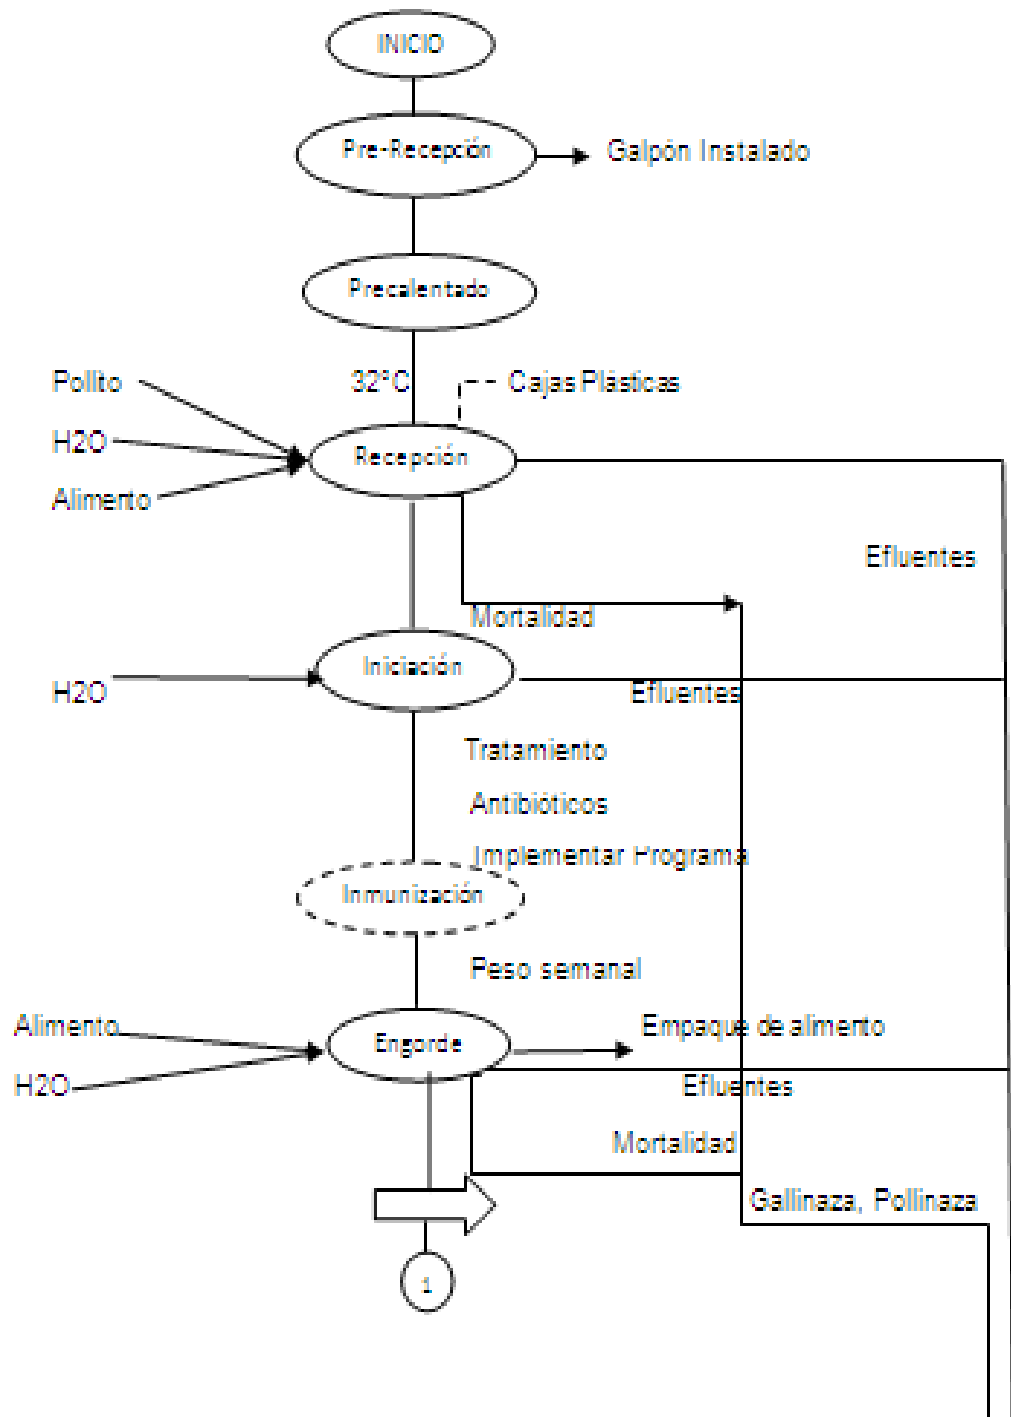 INICIO
Pre-Recepción
Galpón Instalado
Precalentado
Pollito
32°C
Cajas Plásticas
H2O
Recepción
Alimento
Efluentes
Mortalidad
Iniciación
H2O
Efluentes
Tratamiento
Antibióticos
Implementar Programa
Inmunización
Peso semanal
Alimento
Empaque de alimento
Engorde
H2O
Efluentes
Mortalidad
Gallinaza, Pollinaza
1